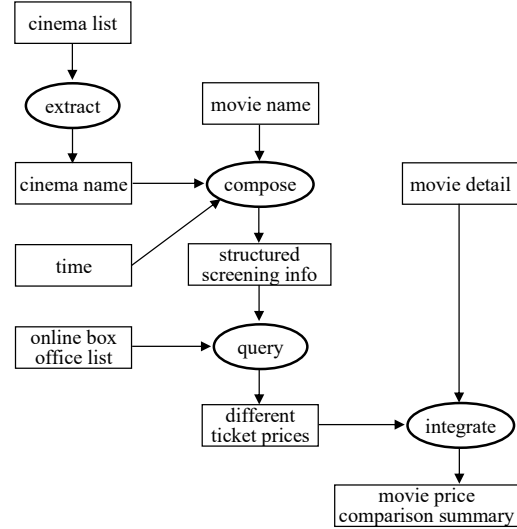 cinema list
extract
movie name
cinema name
compose
movie detail
time
structured
screening info
online box
office list
query
different
ticket prices
integrate
movie price
comparison summary